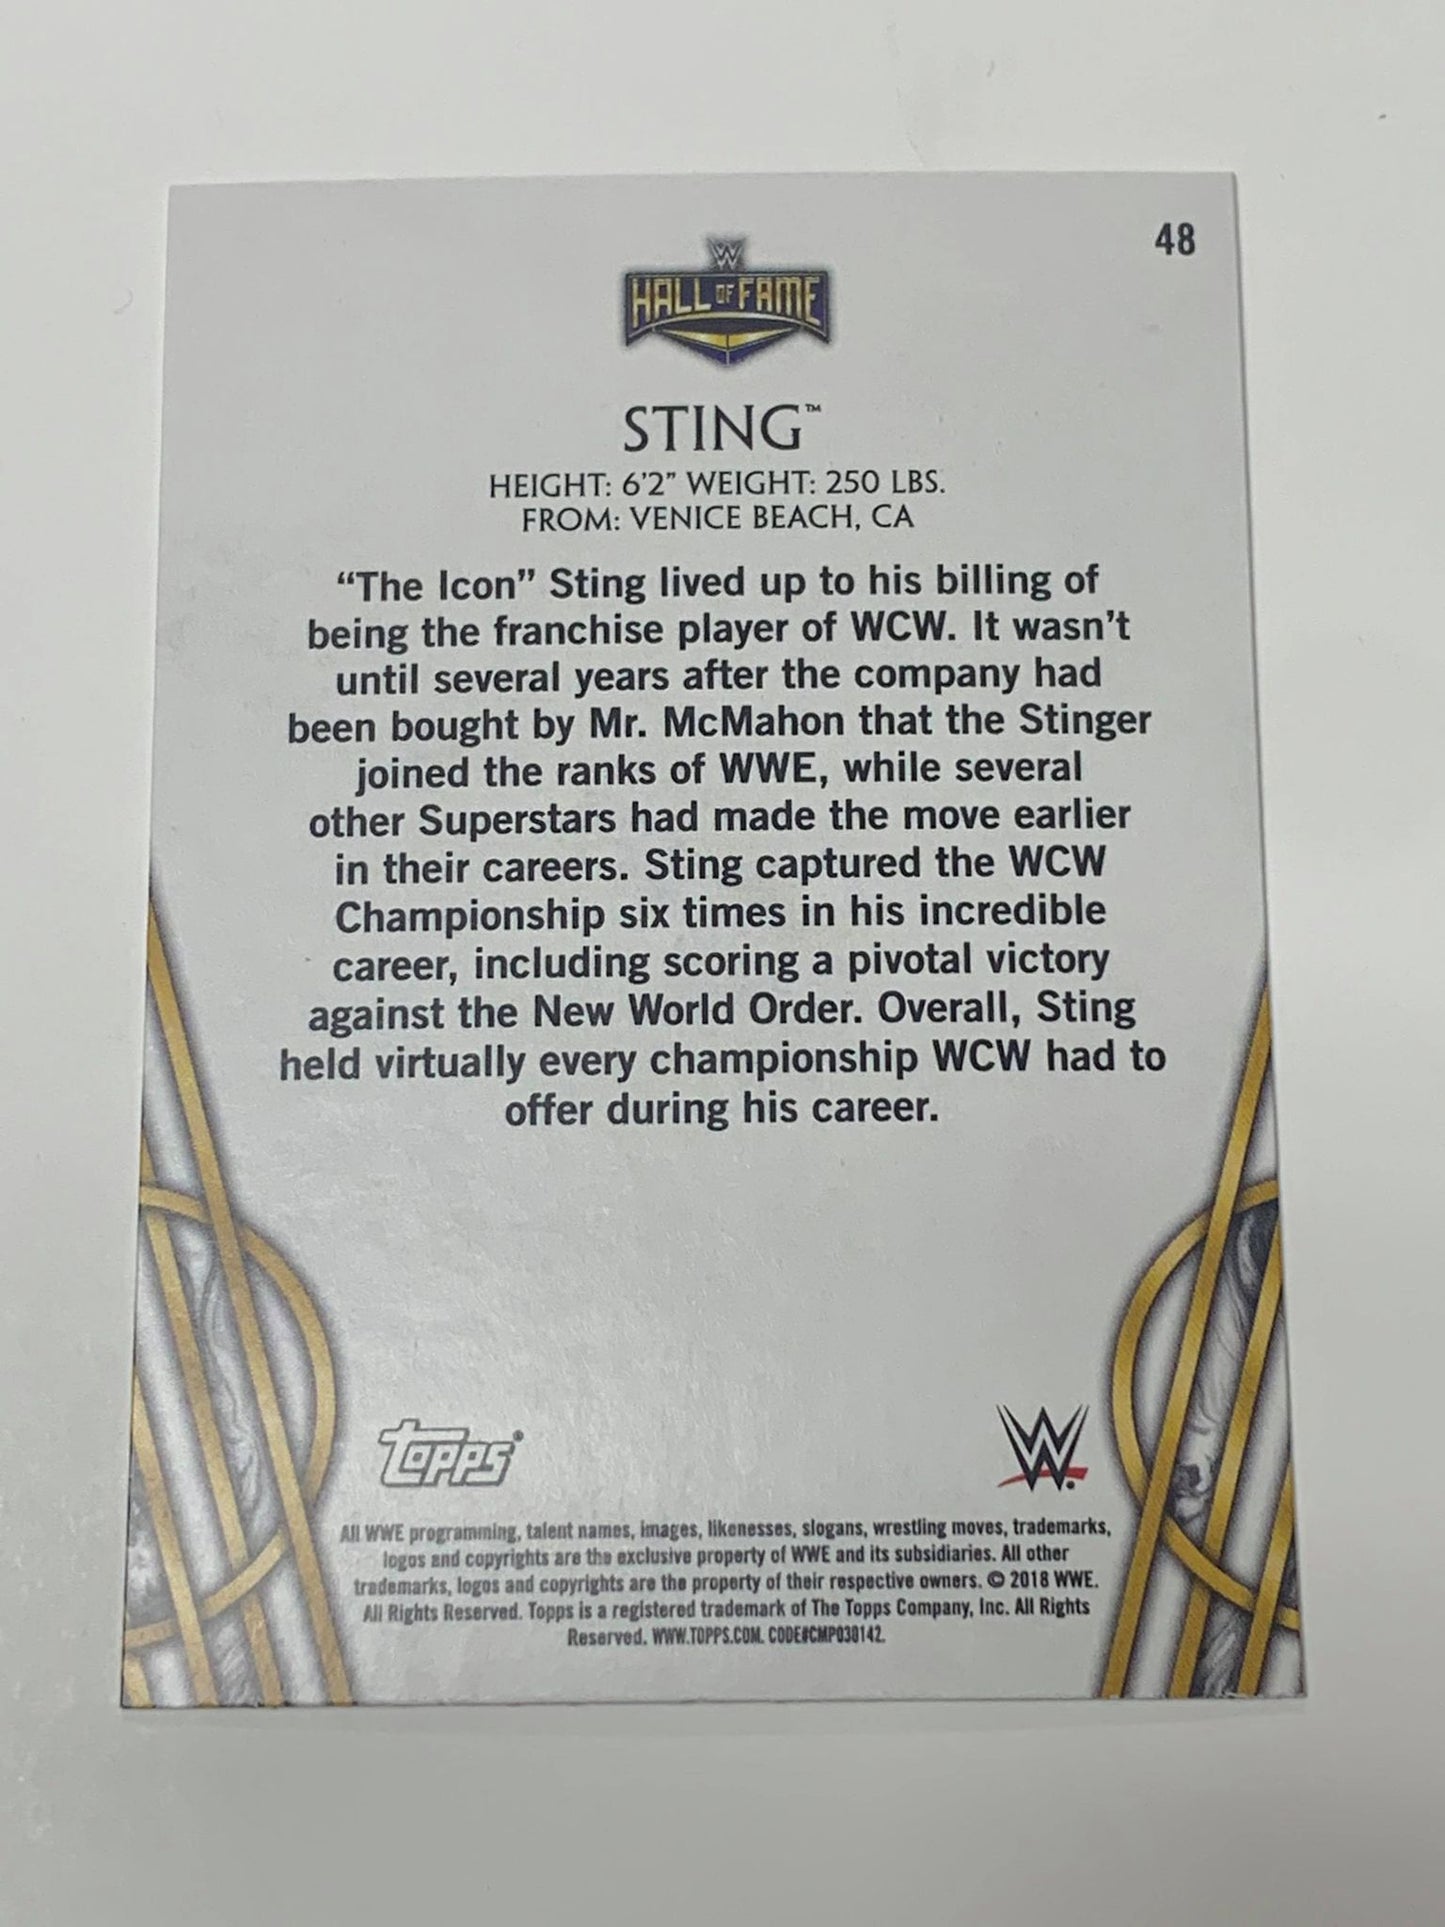 48
W
HALL OF FAME
STING™
HEIGHT: 6'2” WEIGHT: 250 LBS.
FROM: VENICE BEACH, CA
“The Icon” Sting lived up to his billing of
being the franchise player of WCW. It wasn’t
until several years after the company had
been bought by Mr. McMahon that the Stinger
joined the ranks of WWE, while several
other Superstars had made the move earlier
in their careers. Sting captured the WCW
Championship six times in his incredible
career, including scoring a pivotal victory
against the New World Order. Overall, Sting
held virtually every championship WCW had to
offer during his career.
Topps® W
All WWE programming, talent names, images, likenesses, slogans, wrestling moves, trademarks,
logos and copyrights are the exclusive property of WWE and its subsidiaries. All other
trademarks, logos and copyrights are the property of their respective owners. © 2018 WWE.
All Rights Reserved. Topps is a registered trademark of The Topps Company, Inc. All Rights
Reserved. WWW.TOPPS.COM. CODE#CMP030142.